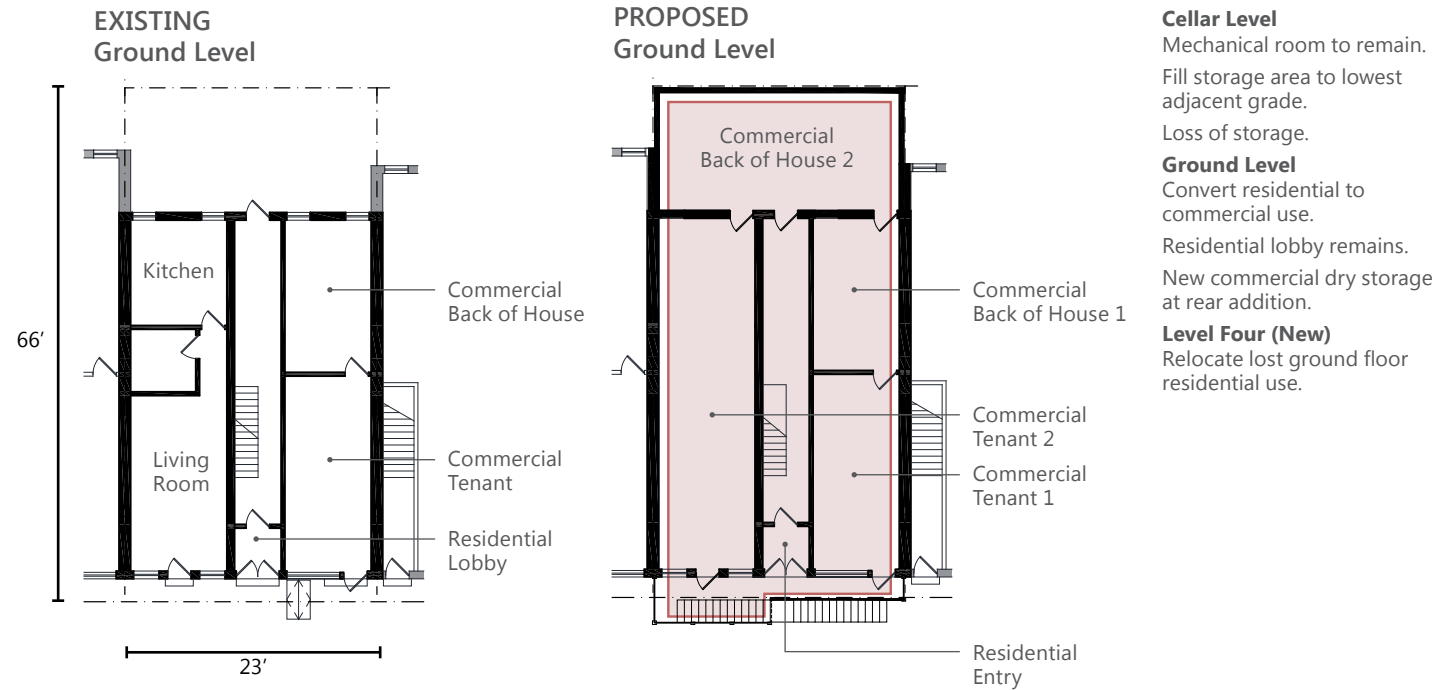 EXISTING
Ground Level
66′
Kitchen
Living
Room
Commercial
Back of House
Commercial
Tenant
Residential
Lobby
23′
PROPOSED
Ground Level
Commercial
Back of House 2
Commercial
Back of House 1
Commercial
Tenant 2
Commercial
Tenant 1
Residential
Entry
Cellar Level
Mechanical room to remain.
Fill storage area to lowest
adjacent grade.
Loss of storage.
Ground Level
Convert residential to
commercial use.
Residential lobby remains.
New commercial dry storage
at rear addition.
Level Four (New)
Relocate lost ground floor
residential use.